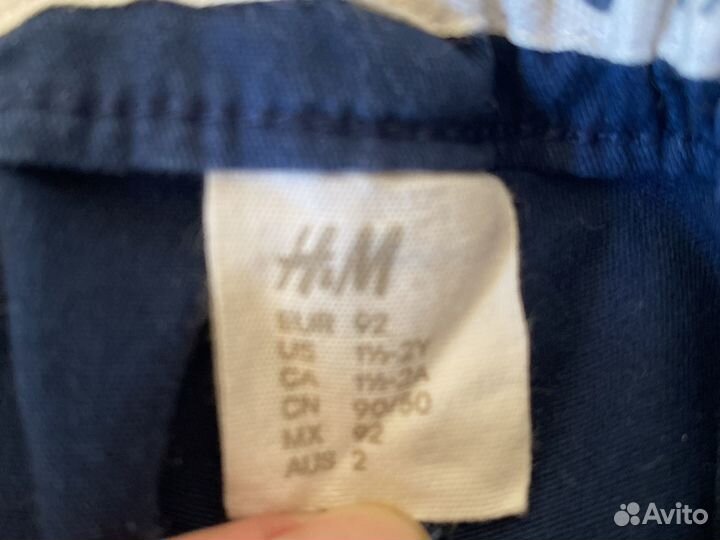 H&M
EUR 92
US 1½-2Y
CA 1½-2A
CN 90/50
MX 92
AUS 2
Avito